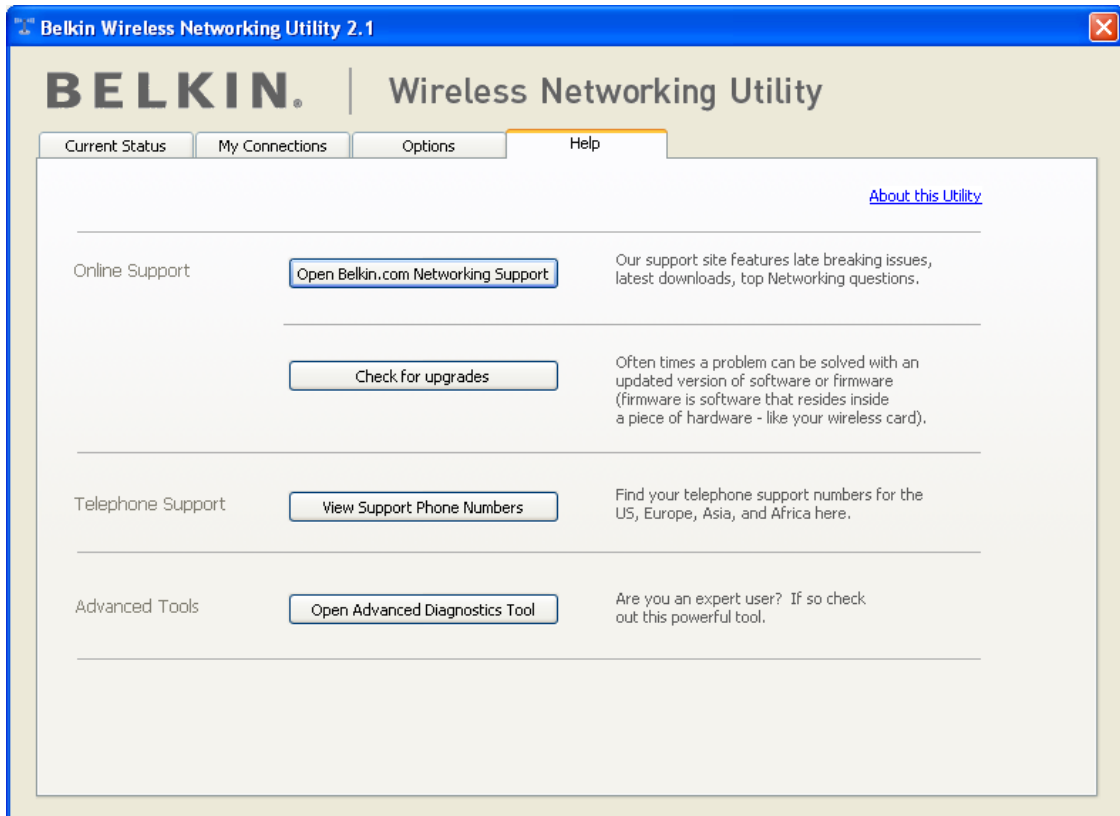 Belkin Wireless Networking Utility 2.1
BELKIN® Wireless Networking Utility
Current Status My Connections Options Help
About this Utility
Online Support
Open Belkin.com Networking Support
Our support site features late breaking issues,
latest downloads, top Networking questions.
Check for upgrades
Often times a problem can be solved with an
updated version of software or firmware
(firmware is software that resides inside
a piece of hardware - like your wireless card).
Telephone Support
View Support Phone Numbers
Find your telephone support numbers for the
US, Europe, Asia, and Africa here.
Advanced Tools
Open Advanced Diagnostics Tool
Are you an expert user? If so check
out this powerful tool.